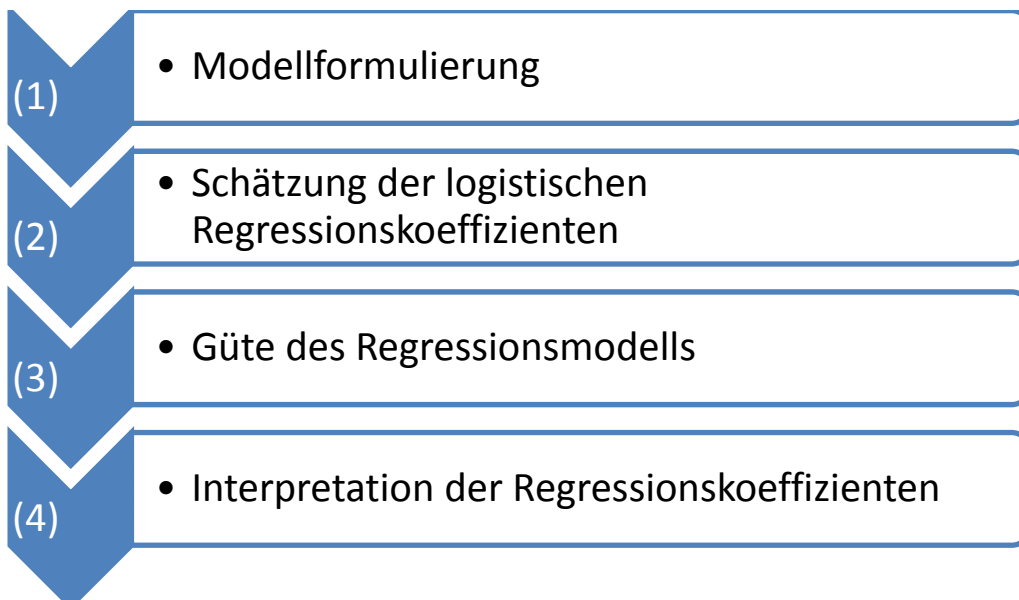 (1)
• Modellformulierung
(2)
• Schätzung der logistischen
Regressionskoeffizienten
(3)
• Güte des Regressionsmodells
(4)
• Interpretation der Regressionskoeffizienten